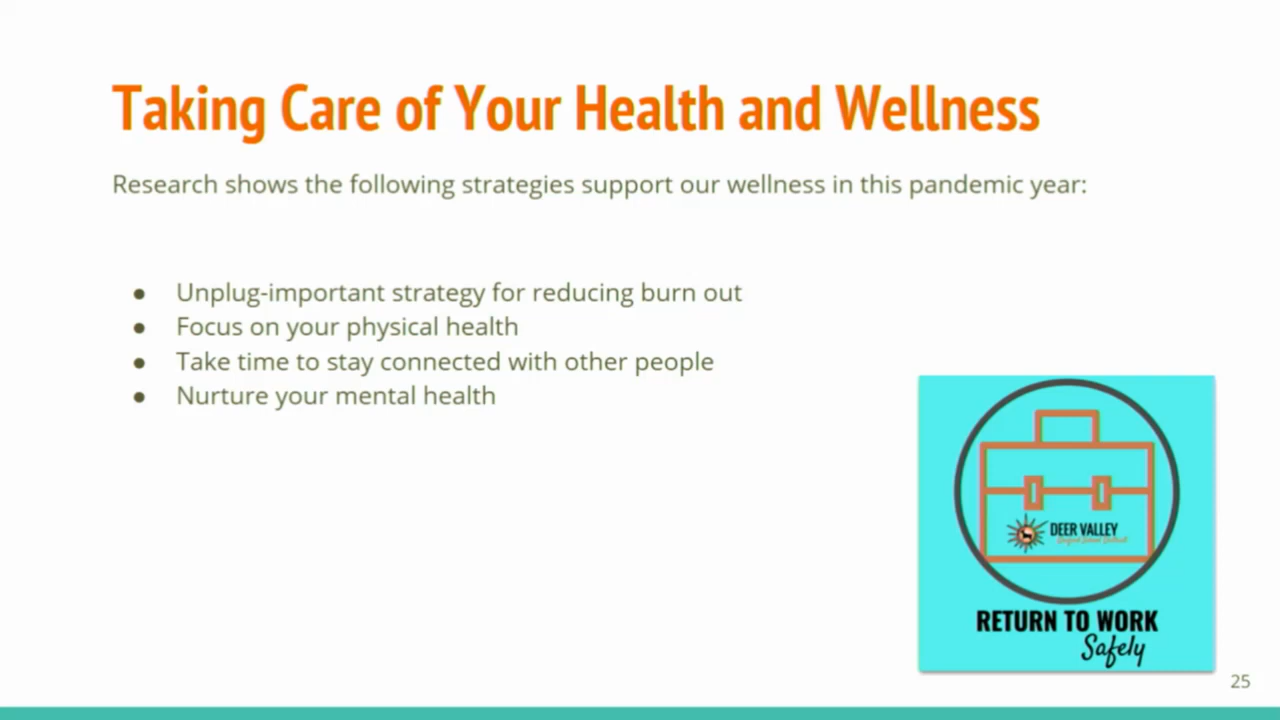 Taking Care of Your Health and Wellness
Research shows the following strategies support our wellness in this pandemic year:
● Unplug-important strategy for reducing burn out
● Focus on your physical health
● Take time to stay connected with other people
● Nurture your mental health
DEER VALLEY
RETURN TO WORK
Safely
25